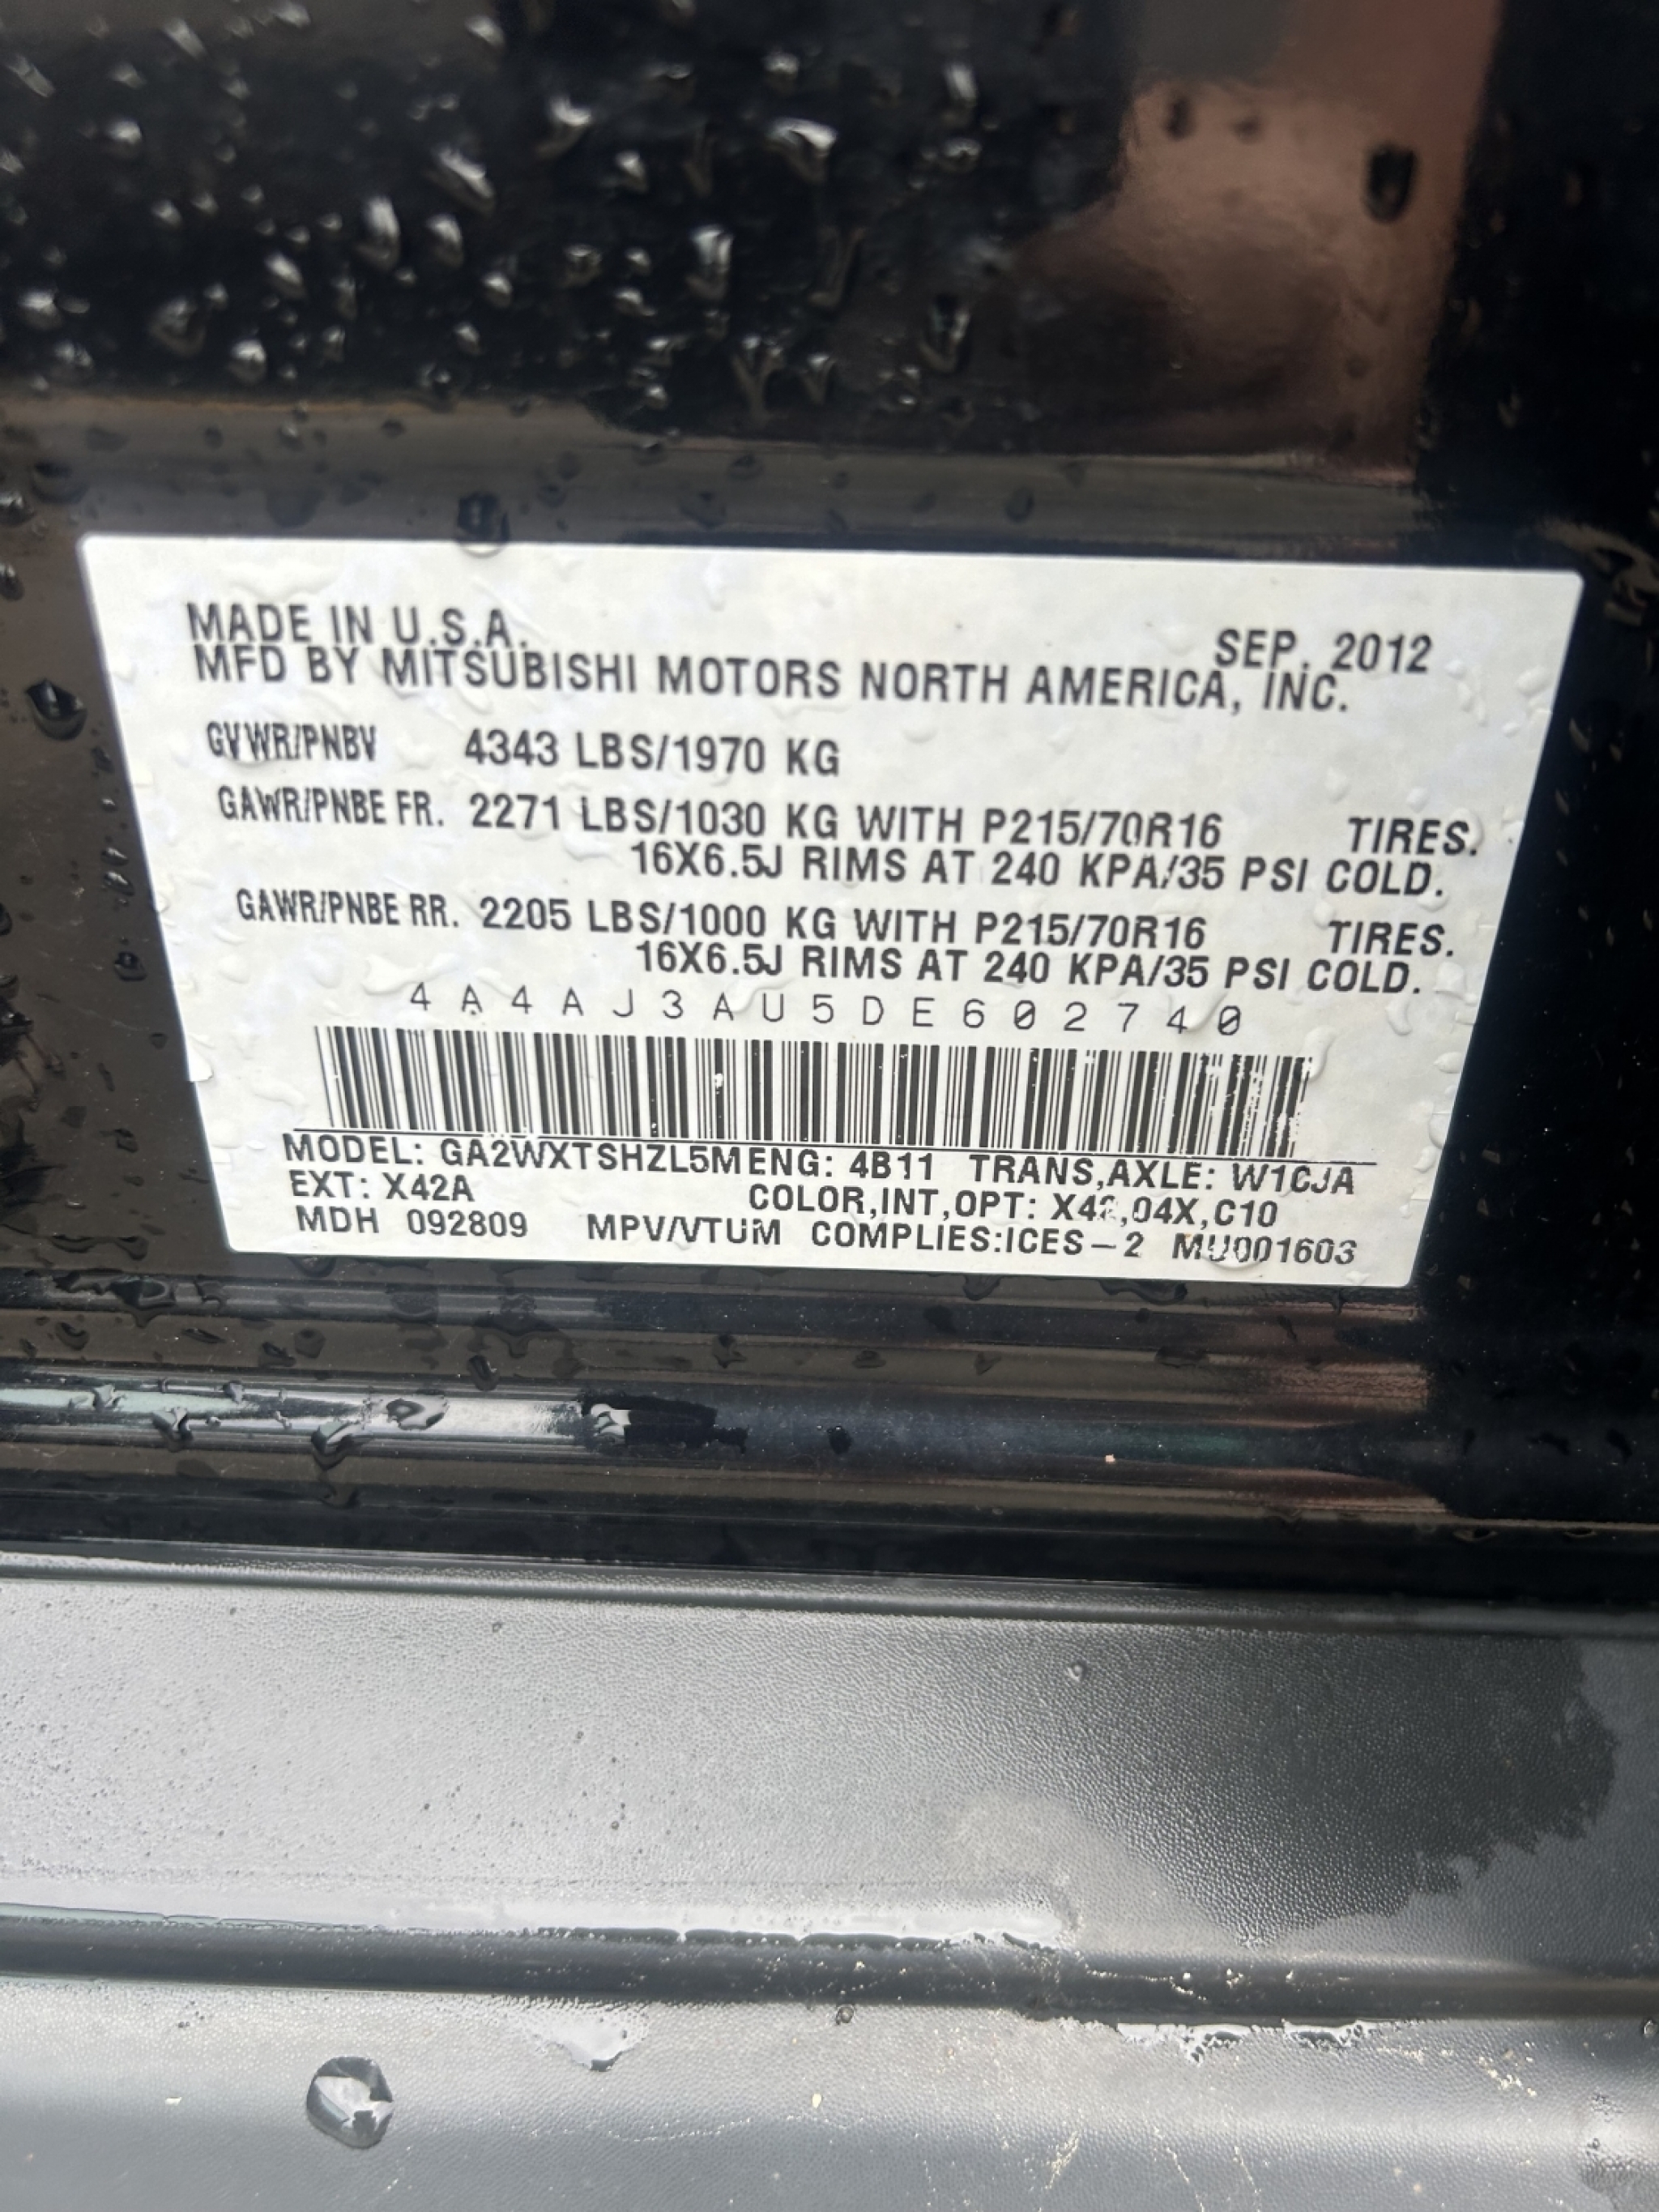 MADE IN U.S.A. SEP. 2012
MFD BY MITSUBISHI MOTORS NORTH AMERICA, INC.
GVWR/PNBV 4343 LBS/1970 KG
GAWR/PNBE FR. 2271 LBS/1030 KG WITH P215/70R16 TIRES.
16X6.5J RIMS AT 240 KPA/35 PSI COLD.
GAWR/PNBE RR. 2205 LBS/1000 KG WITH P215/70R16 TIRES.
16X6.5J RIMS AT 240 KPA/35 PSI COLD.
4A4AJ3AU5DE602740
MODEL: GA2WXTSHZL5M ENG: 4B11 TRANS,AXLE: W1CJA
EXT: X42A COLOR,INT,OPT: X42,04X,C10
MDH 092809 MPV/VTUM COMPLIES:ICES-2 MU001603